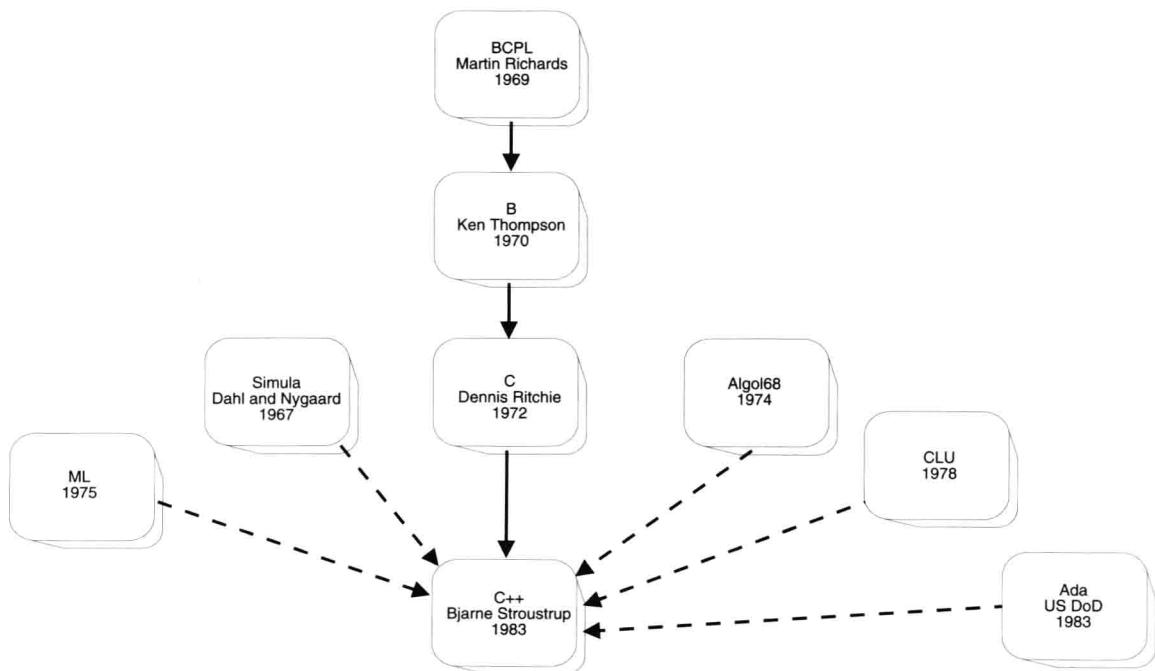 BCPL
Martin Richards
1969
B
Ken Thompson
1970
Simula
Dahl and Nygaard
1967
C
Dennis Ritchie
1972
Algol68
1974
ML
1975
CLU
1978
C++
Bjarne Stroustrup
1983
Ada
US DoD
1983